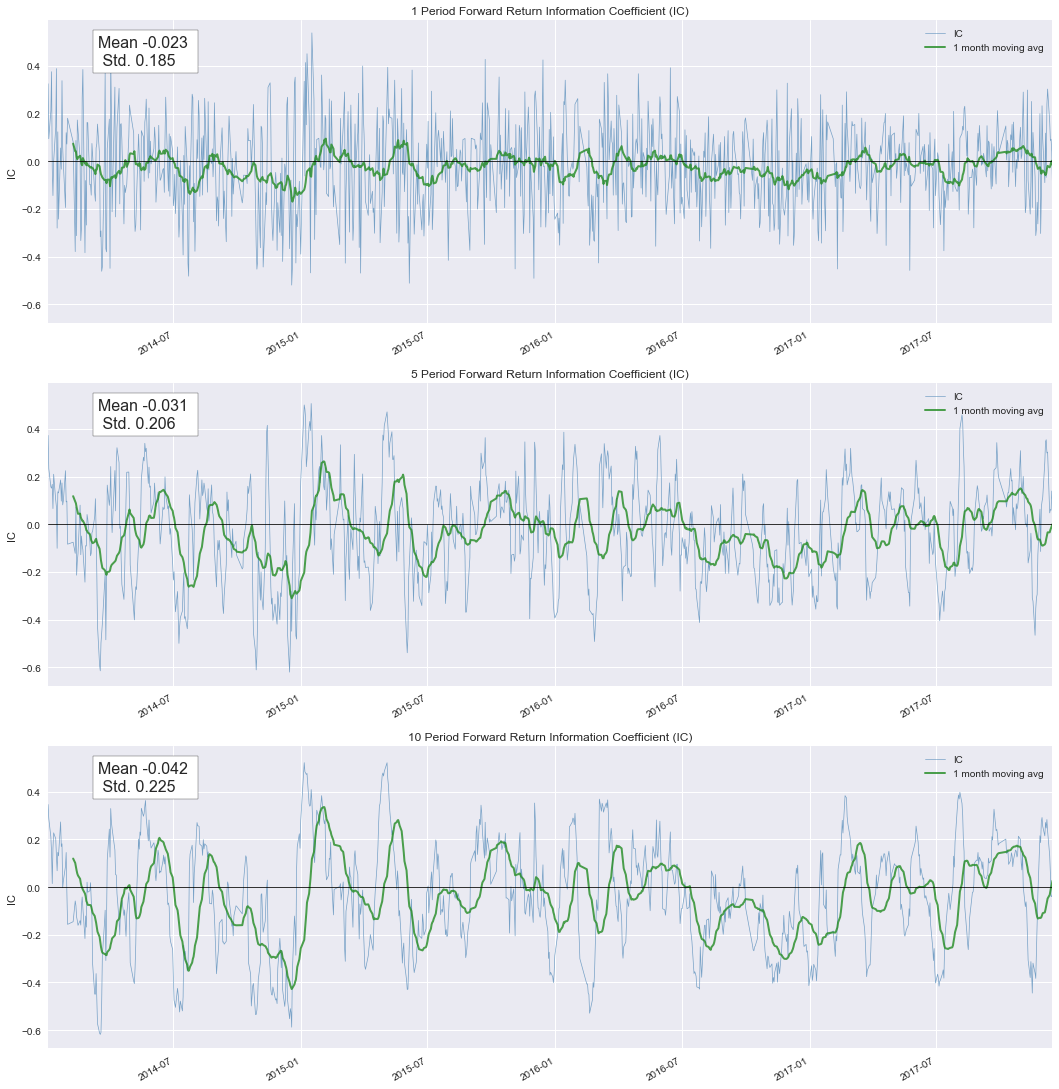 1 Period Forward Return Information Coefficient (IC)
Mean -0.023
Std. 0.185
IC
1 month moving avg
0.4
0.2
0.0
−0.2
−0.4
−0.6
IC
2014-07
2015-01
2015-07
2016-01
2016-07
2017-01
2017-07
5 Period Forward Return Information Coefficient (IC)
Mean -0.031
Std. 0.206
IC
1 month moving avg
0.4
0.2
0.0
−0.2
−0.4
−0.6
IC
2014-07
2015-01
2015-07
2016-01
2016-07
2017-01
2017-07
10 Period Forward Return Information Coefficient (IC)
Mean -0.042
Std. 0.225
IC
1 month moving avg
0.4
0.2
0.0
−0.2
−0.4
−0.6
IC
2014-07
2015-01
2015-07
2016-01
2016-07
2017-01
2017-07